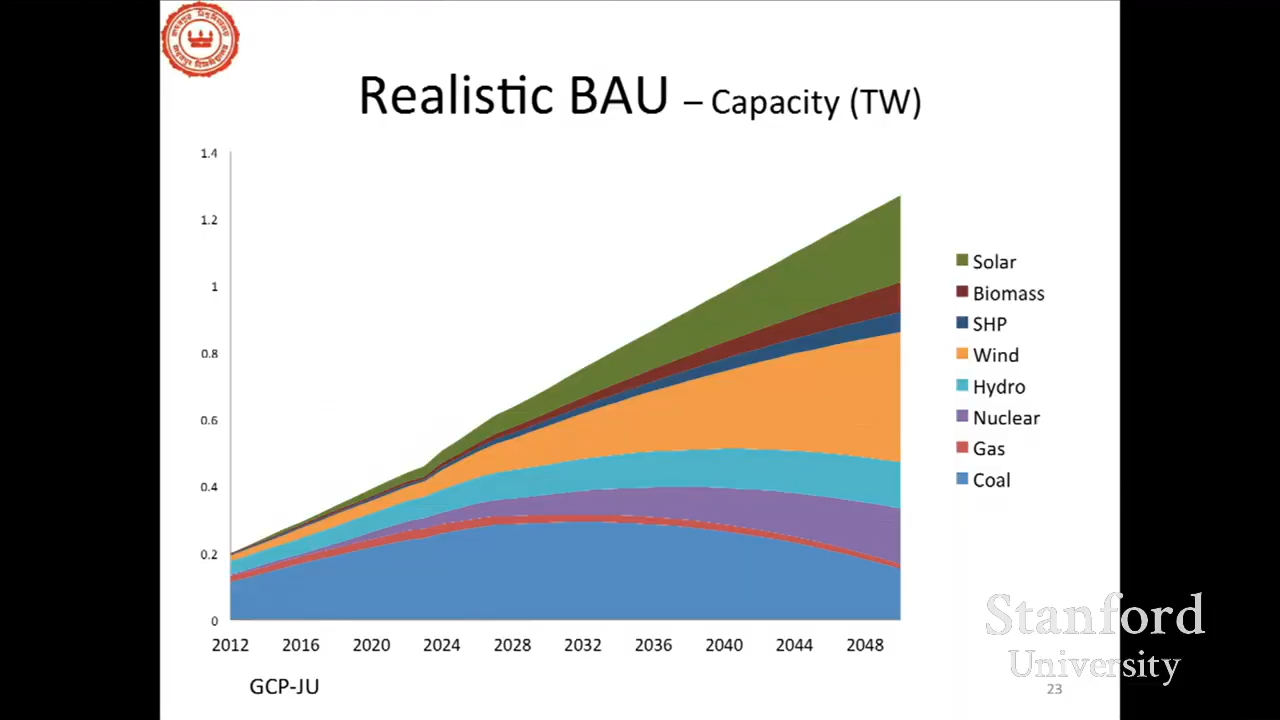 Realistic BAU – Capacity (TW)
1.4
1.2
1
0.8
0.6
0.4
0.2
0
2012 2016 2020 2024 2028 2032 2036 2040 2044 2048
Solar
Biomass
SHP
Wind
Hydro
Nuclear
Gas
Coal
GCP-JU
Stanford
University
23